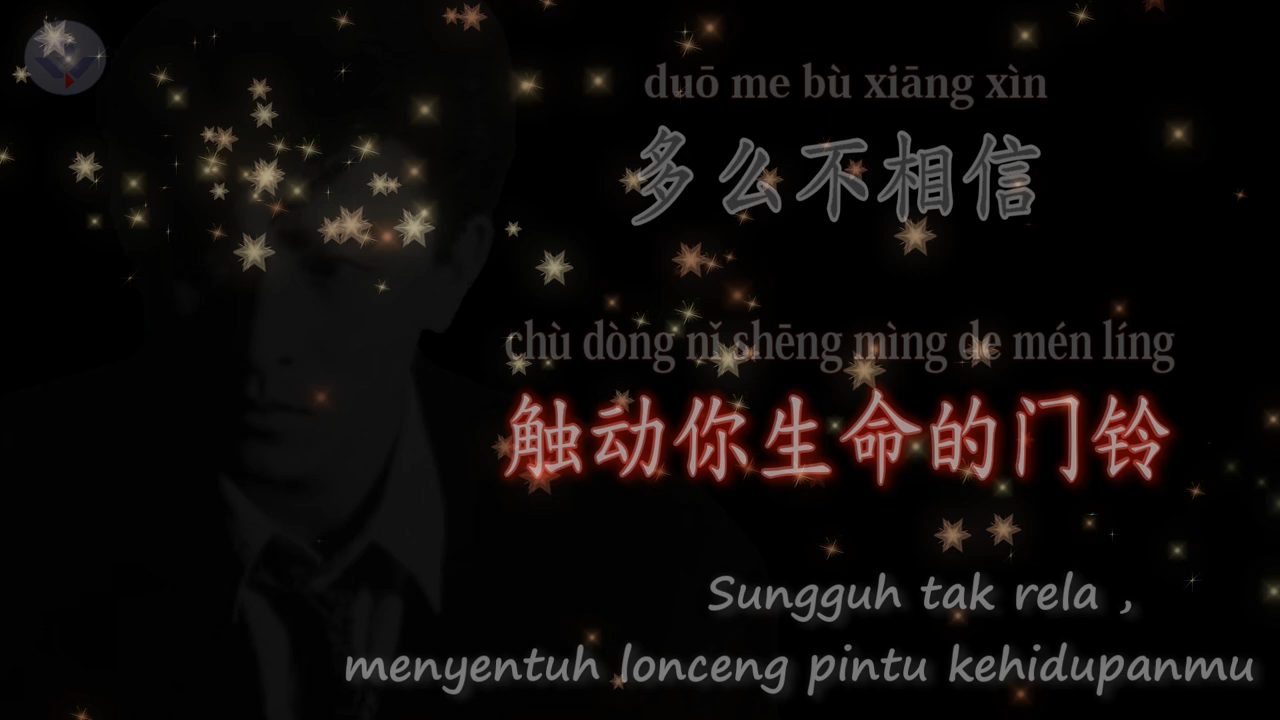 duō me bù xiāng xìn
多么不相信
chù dòng nǐ shēng mìng de mén líng
触动你生命的门铃
Sungguh tak rela ,
menyentuh lonceng pintu kehidupanmu